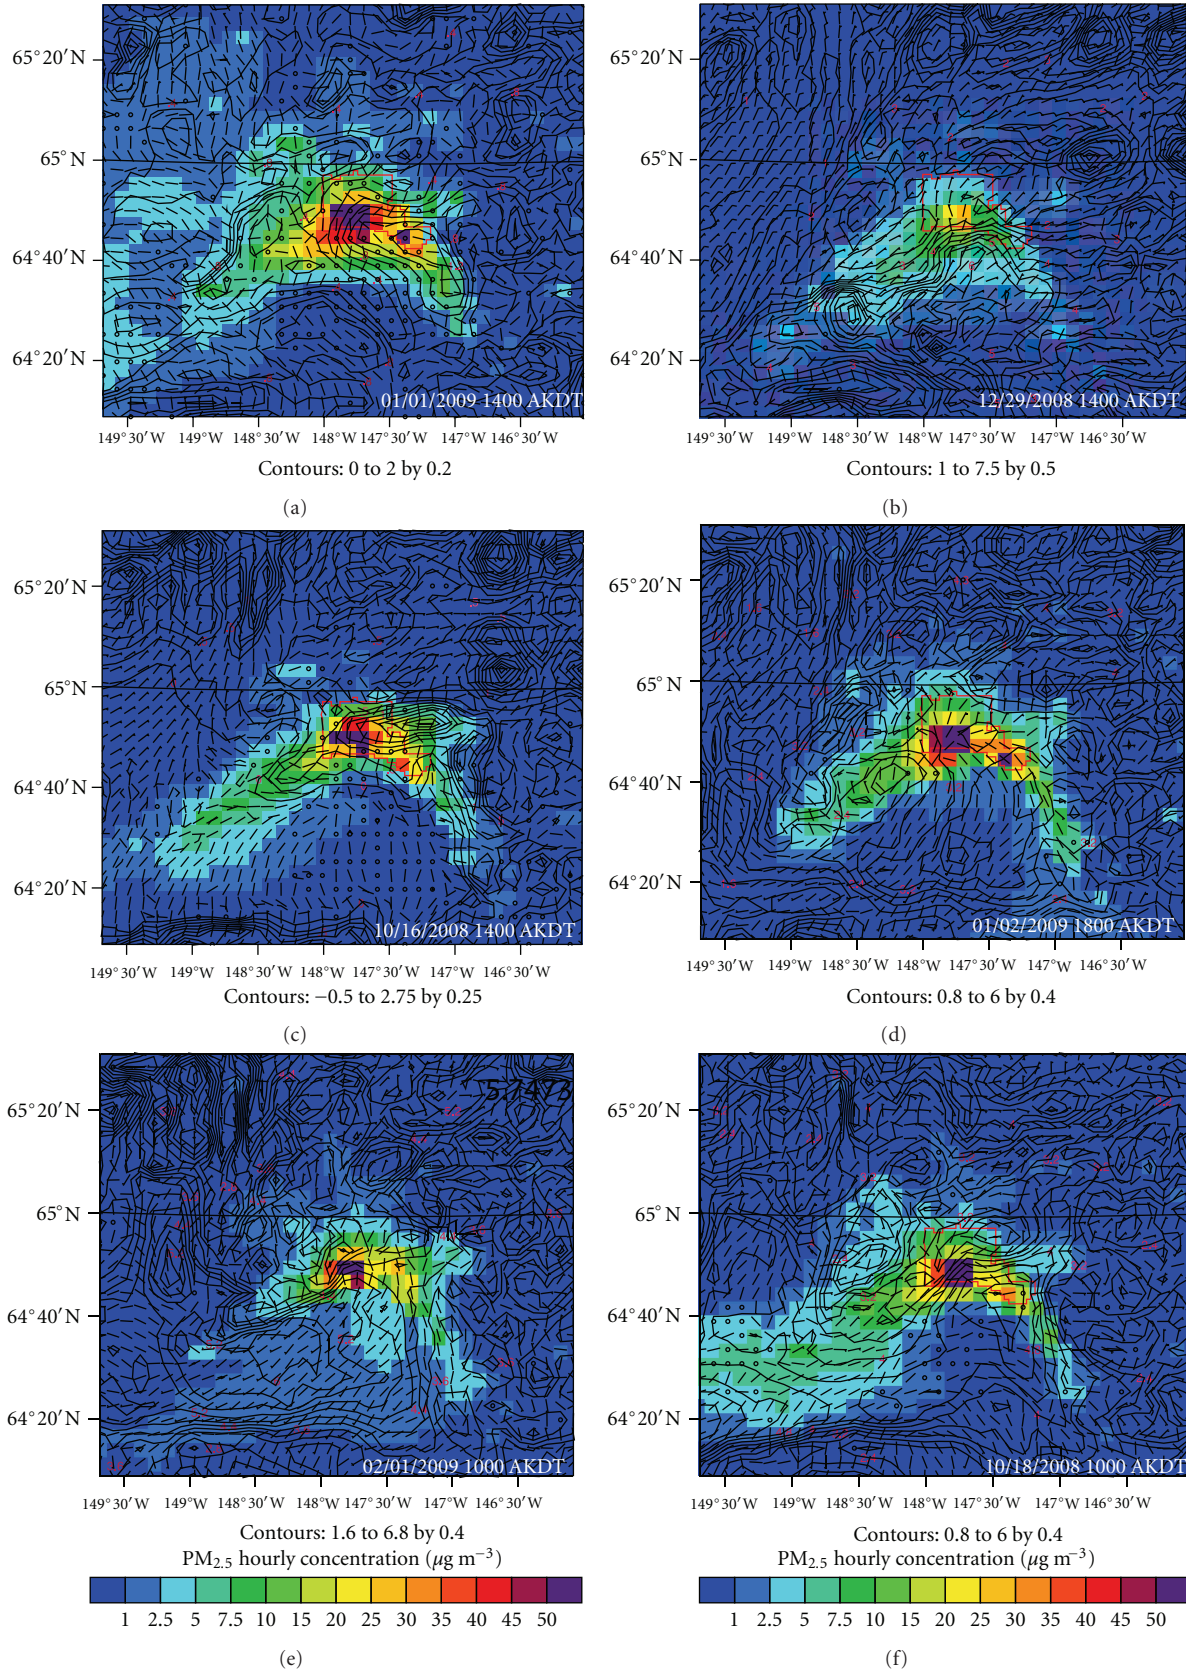 65°20′N
65°N
64°40′N
64°20′N
01/01/2009 1400 AKDT
149°30′W 149°W 148°30′W 148°W 147°30′W 147°W 146°30′W
Contours: 0 to 2 by 0.2
(a)
65°20′N
65°N
64°40′N
64°20′N
12/29/2008 1400 AKDT
149°30′W 149°W 148°30′W 148°W 147°30′W 147°W 146°30′W
Contours: 1 to 7.5 by 0.5
(b)
65°20′N
65°N
64°40′N
64°20′N
10/16/2008 1400 AKDT
149°30′W 149°W 148°30′W 148°W 147°30′W 147°W 146°30′W
Contours: −0.5 to 2.75 by 0.25
(c)
65°20′N
65°N
64°40′N
64°20′N
01/02/2009 1800 AKDT
149°30′W 149°W 148°30′W 148°W 147°30′W 147°W 146°30′W
Contours: 0.8 to 6 by 0.4
(d)
5.7473
65°20′N
65°N
64°40′N
64°20′N
02/01/2009 1000 AKDT
149°30′W 149°W 148°30′W 148°W 147°30′W 147°W 146°30′W
Contours: 1.6 to 6.8 by 0.4
PM2.5 hourly concentration (μg m−3)
1 2.5 5 7.5 10 15 20 25 30 35 40 45 50
(e)
65°20′N
65°N
64°40′N
64°20′N
10/18/2008 1000 AKDT
149°30′W 149°W 148°30′W 148°W 147°30′W 147°W 146°30′W
Contours: 0.8 to 6 by 0.4
PM2.5 hourly concentration (μg m−3)
1 2.5 5 7.5 10 15 20 25 30 35 40 45 50
(f)